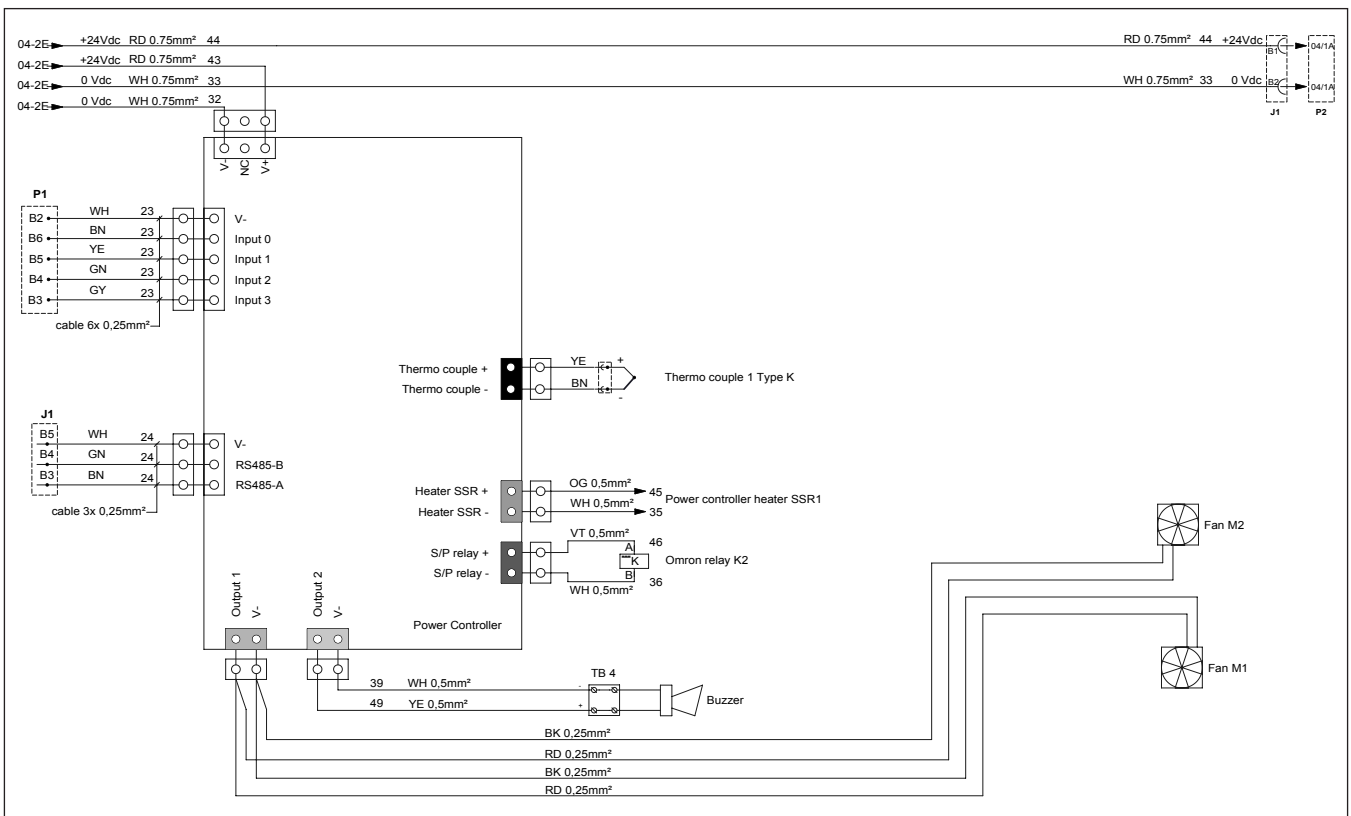 04-2E +24Vdc RD 0.75mm² 44 RD 0.75mm² 44 +24Vdc B1 04/1A
04-2E +24Vdc RD 0.75mm² 43
04-2E 0 Vdc WH 0.75mm² 33 WH 0.75mm² 33 0 Vdc B2 04/1A
04-2E 0 Vdc WH 0.75mm² 32
J1 P2
V- NC V+
P1
B2 WH 23 V-
B6 BN 23 Input 0
B5 YE 23 Input 1
B4 GN 23 Input 2
B3 GY 23 Input 3
cable 6x 0,25mm²
Thermo couple + YE +
Thermo couple 1 Type K
Thermo couple - BN -
J1
B5 WH 24 V-
B4 GN 24 RS485-B
B3 BN 24 RS485-A
cable 3x 0,25mm²
Heater SSR + OG 0,5mm² 45
Power controller heater SSR1
Heater SSR - WH 0,5mm² 35
VT 0,5mm²
S/P relay + A 46
K Omron relay K2
S/P relay - B 36
WH 0,5mm²
Fan M2
Output 1 V- Output 2 V-
Power Controller
Fan M1
TB 4
39 WH 0,5mm² -
Buzzer
49 YE 0,5mm² +
BK 0,25mm²
RD 0,25mm²
BK 0,25mm²
RD 0,25mm²